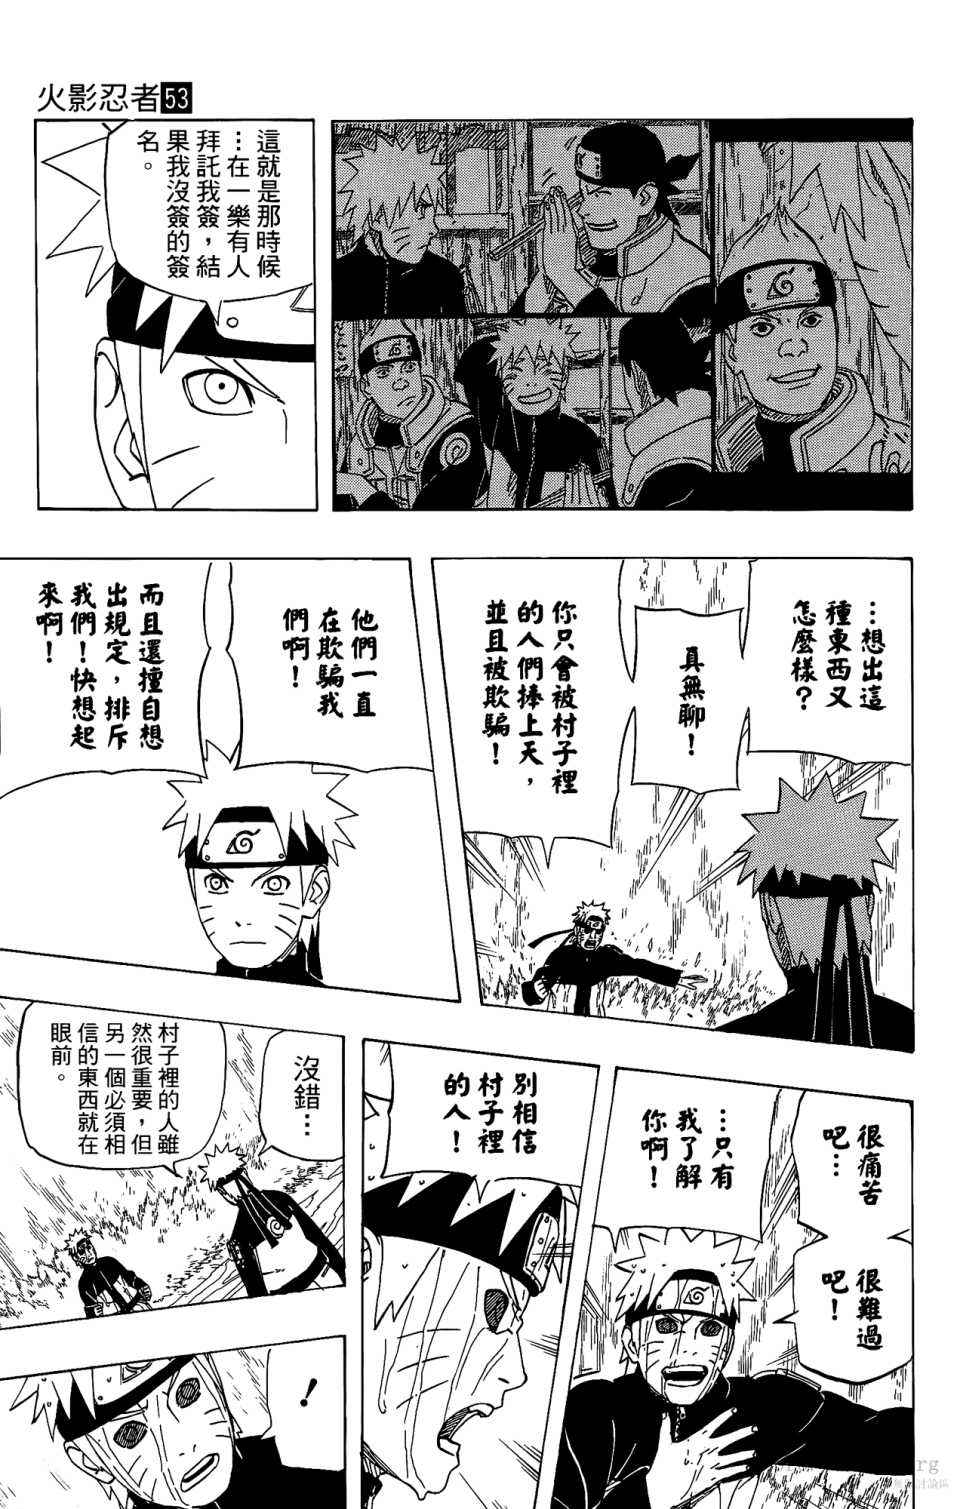 火影忍者53
這就是那時候
…在一樂有人
拜託我簽，結
果我沒簽的簽
名。
…想出這
種東西又
怎麼樣？
真無聊！
你只會被村子裡
的人們捧上天，
並且被欺騙！
他們一直
在欺騙我
們啊！
而且還擅自想
出規定，排斥
我們！快想起
來啊！
很痛苦
吧…
很難過
吧！
…只有
我了解
你啊！
別相信
村子裡
的人！
沒錯…
村子裡的人雖
然很重要，但
另一個必須相
信的東西就在
眼前。
！